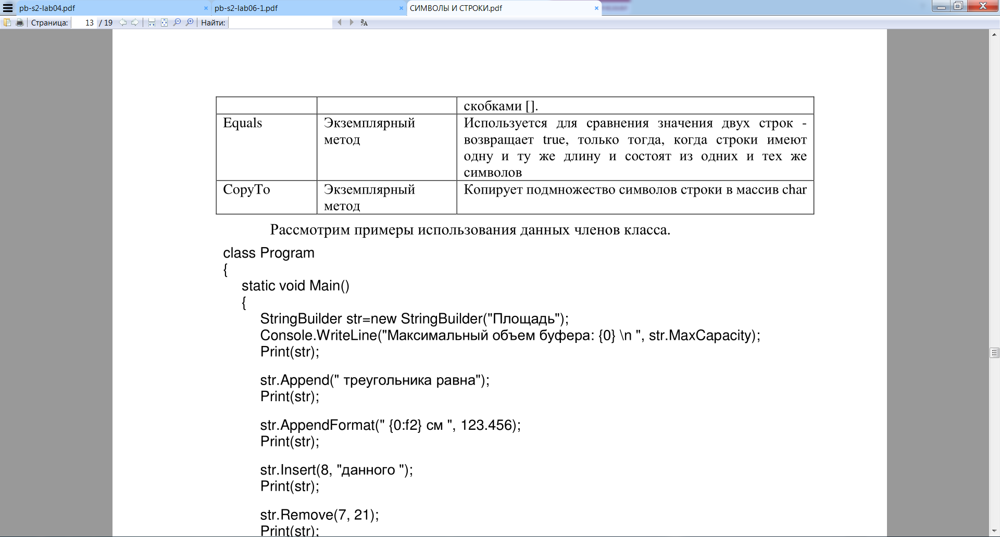 pb-s2-lab04.pdf
pb-s2-lab06-1.pdf
СИМВОЛЫ И СТРОКИ.pdf
Страница: 13 / 19 Найти:
скобками [].
Equals
Экземплярный
метод
Используется для сравнения значения двух строк -
возвращает true, только тогда, когда строки имеют
одну и ту же длину и состоят из одних и тех же
символов
CopyTo
Экземплярный
метод
Копирует подмножество символов строки в массив char
Рассмотрим примеры использования данных членов класса.
class Program
{
static void Main()
{
StringBuilder str=new StringBuilder("Площадь");
Console.WriteLine("Максимальный объем буфера: {0} \n ", str.MaxCapacity);
Print(str);
str.Append(" треугольника равна");
Print(str);
str.AppendFormat(" {0:f2} см ", 123.456);
Print(str);
str.Insert(8, "данного ");
Print(str);
str.Remove(7, 21);
Print(str);